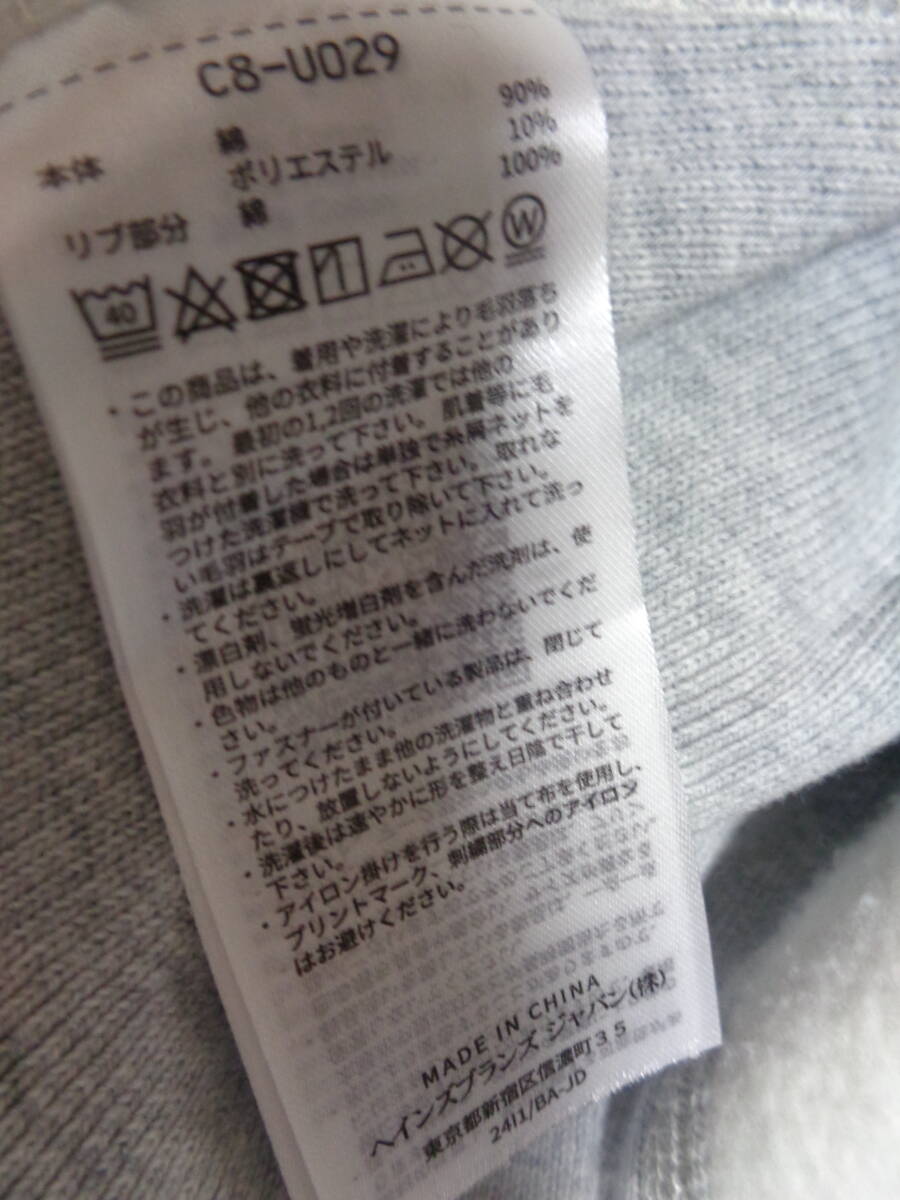 C8-U029
本体 綿 90%
ポリエステル 10%
リブ部分 綿 100%
40 W
・この商品は、着用や洗濯により毛羽落ち
が生じ、他の衣料に付着することがあり
ます。最初の1,2回の洗濯では他の
衣料と別に洗って下さい。肌着等に毛
羽が付着した場合は単独で糸屑ネットを
つけた洗濯機で洗って下さい。取れな
い毛羽はテープで取り除いて下さい。
・洗濯は裏返しにしてネットに入れて洗っ
てください。
・漂白剤、蛍光増白剤を含んだ洗剤は、使
用しないでください。
・色物は他のものと一緒に洗わないでくだ
さい。
・ファスナーが付いている製品は、閉じて
洗ってください。
・水につけたまま他の洗濯物と重ね合わせ
たり、放置しないようにしてください。
・洗濯後は速やかに形を整え日陰で干して
下さい。
・アイロン掛けを行う際は当て布を使用し、
プリントマーク、刺繍部分へのアイロン
はお避けください。
MADE IN CHINA
ヘインズブランズ ジャパン(株)
東京都新宿区信濃町35
24I1/BA-JD